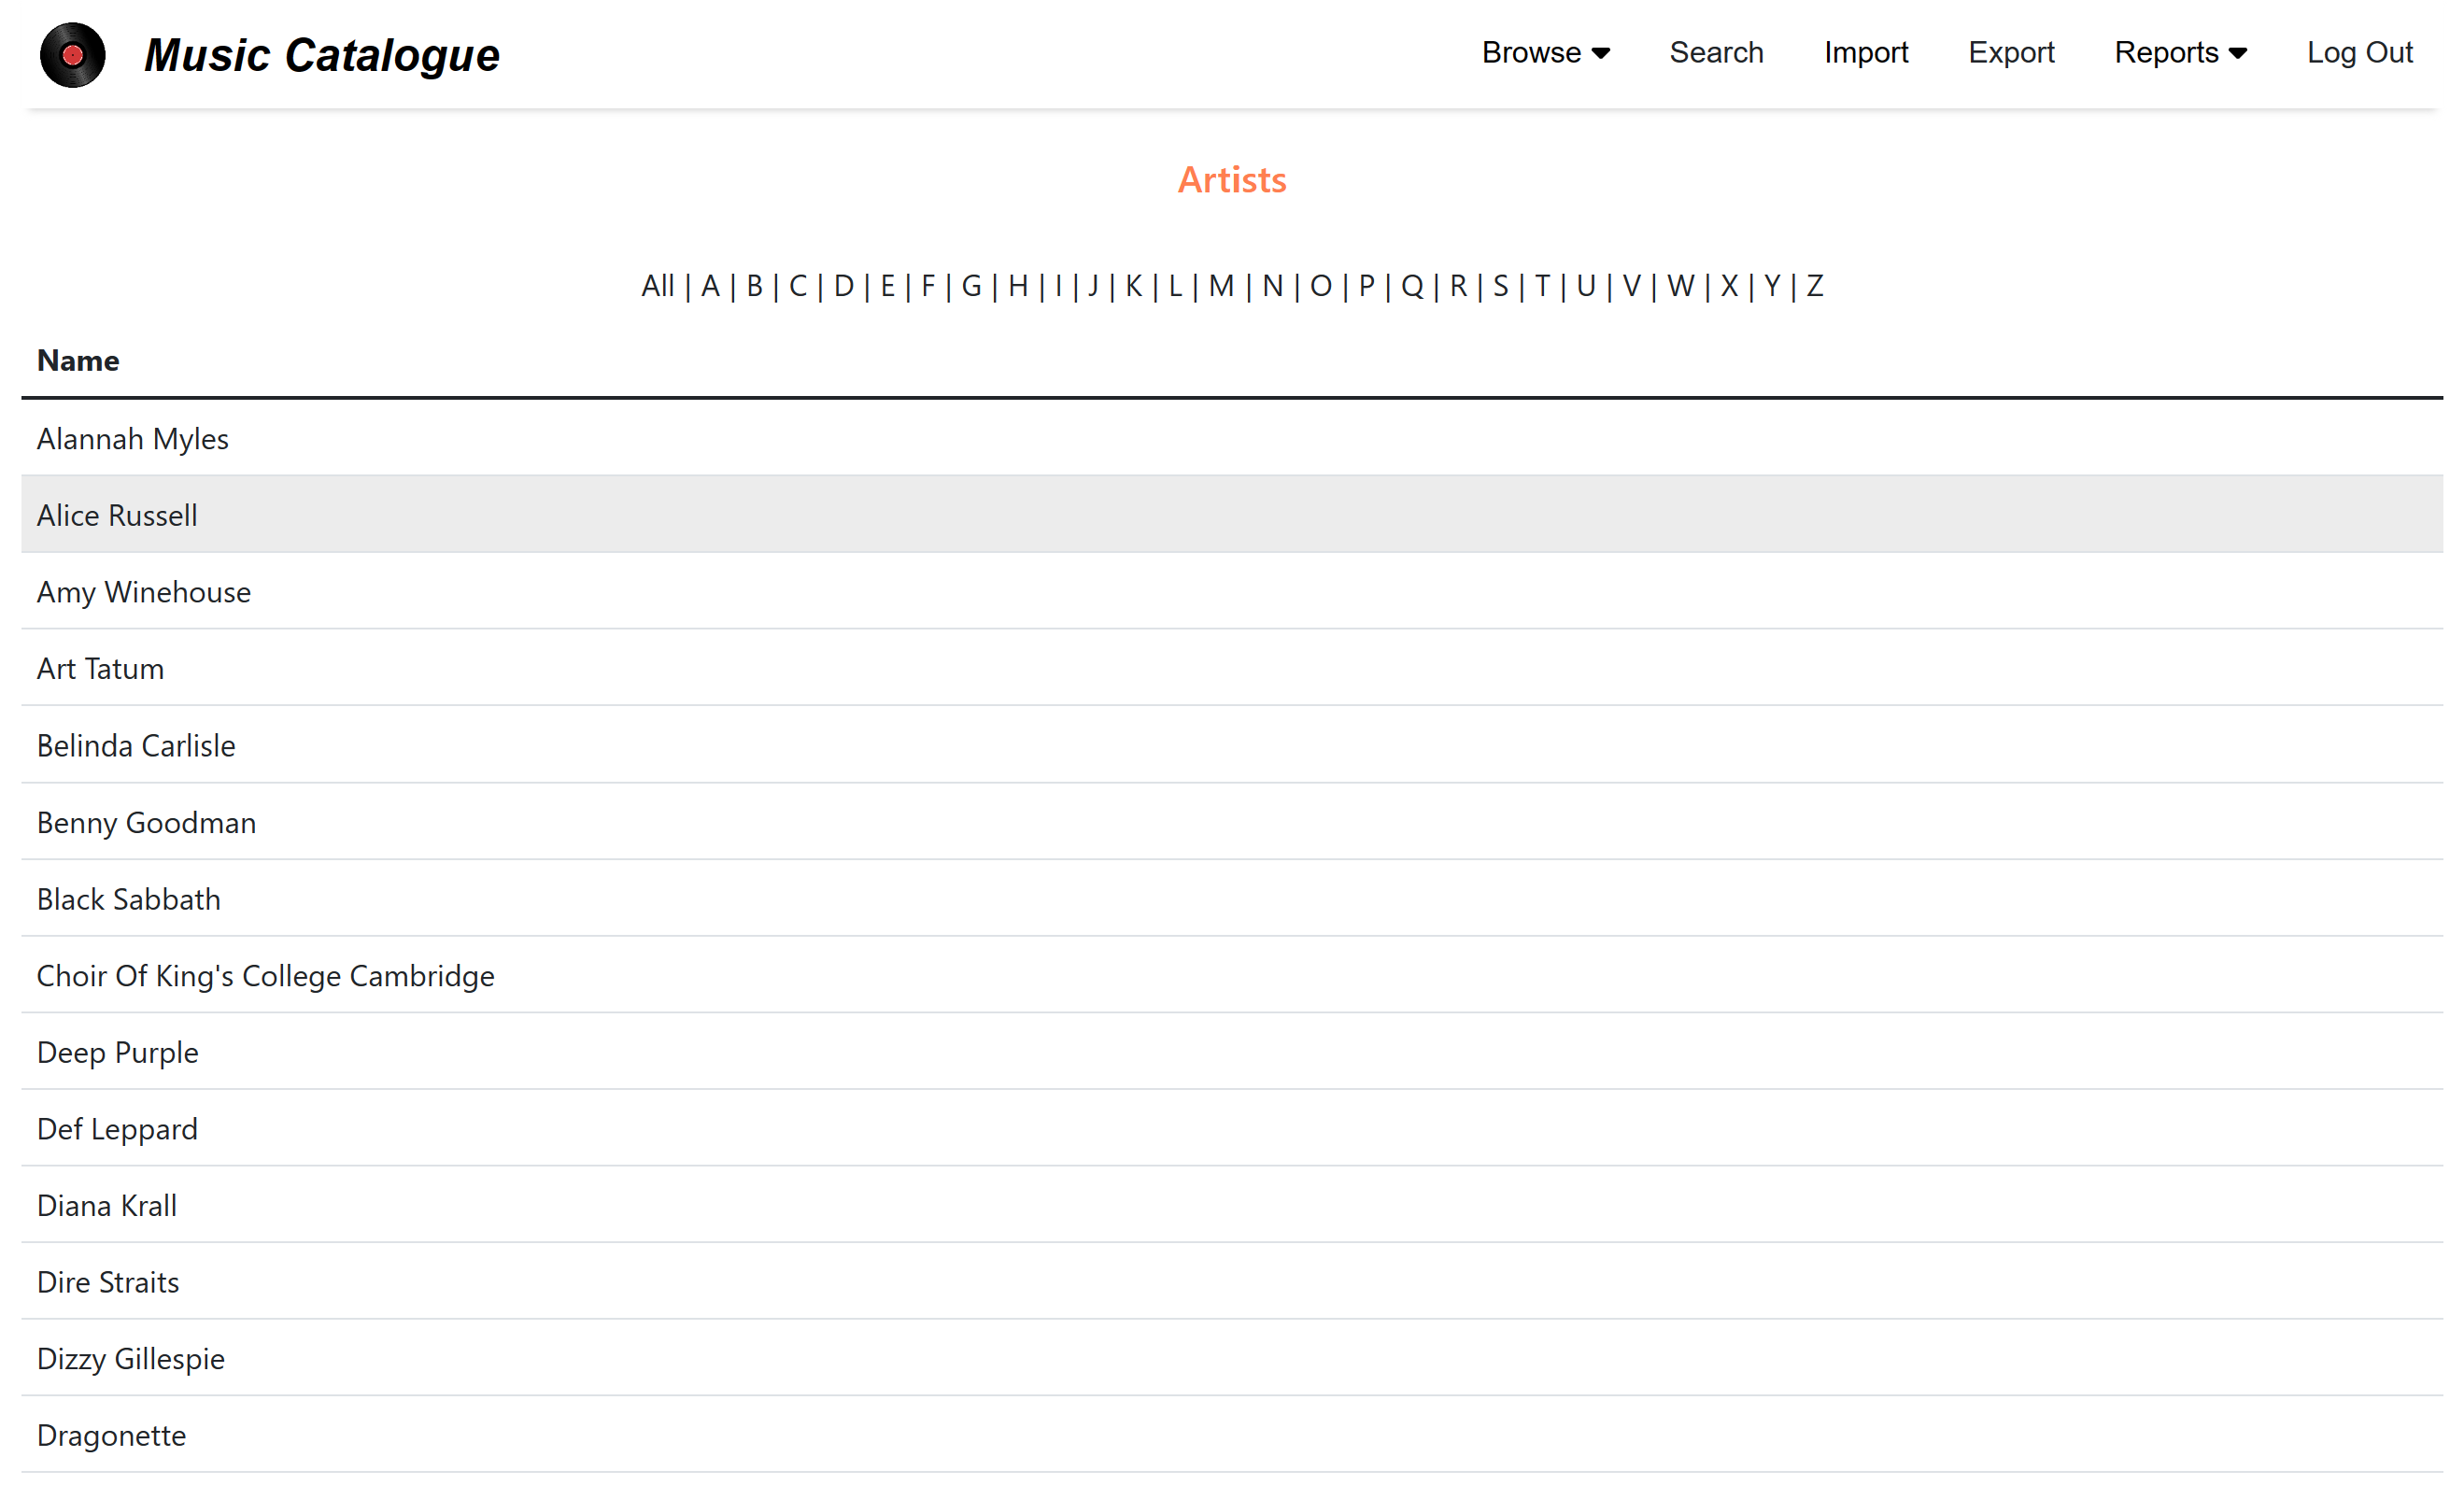 Music Catalogue
Browse Search Import Export Reports Log Out
Artists
All | A | B | C | D | E | F | G | H | I | J | K | L | M | N | O | P | Q | R | S | T | U | V | W | X | Y | Z
Name
Alannah Myles
Alice Russell
Amy Winehouse
Art Tatum
Belinda Carlisle
Benny Goodman
Black Sabbath
Choir Of King's College Cambridge
Deep Purple
Def Leppard
Diana Krall
Dire Straits
Dizzy Gillespie
Dragonette